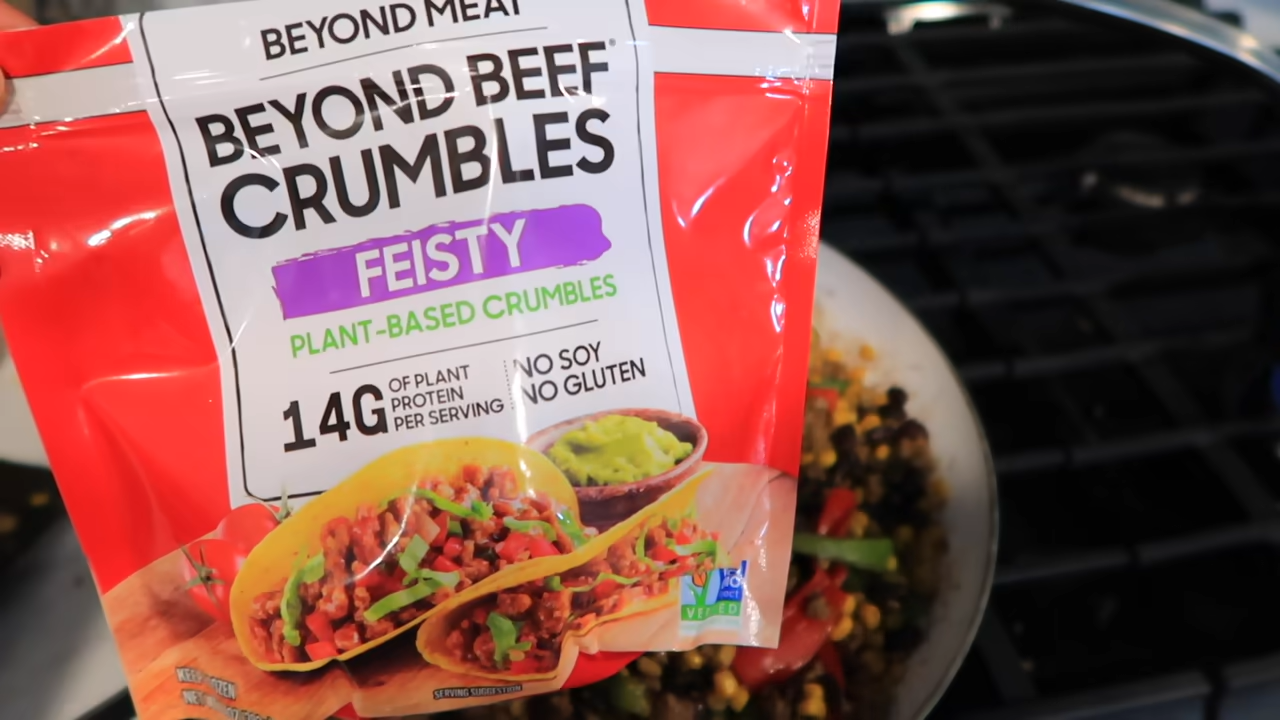 BEYOND MEAT
BEYOND BEEF®
CRUMBLES
FEISTY
PLANT-BASED CRUMBLES
14G
OF PLANT
PROTEIN
PER SERVING
NO SOY
NO GLUTEN
SERVING SUGGESTION